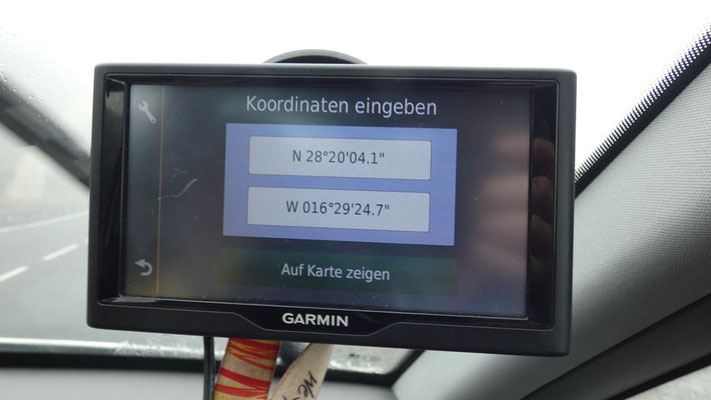 Koordinaten eingeben
N 28°20'04.1"
W 016°29'24.7"
Auf Karte zeigen
GARMIN